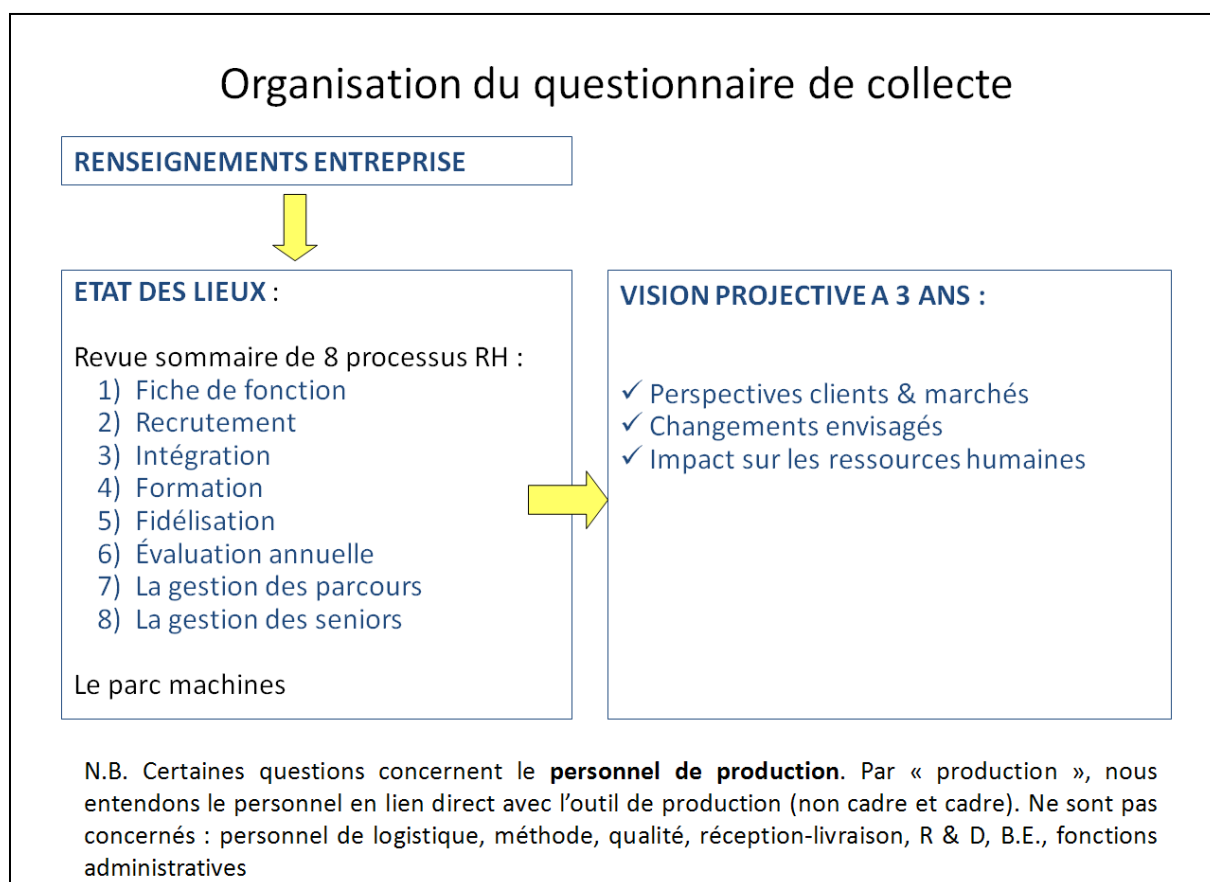 Organisation du questionnaire de collecte
RENSEIGNEMENTS ENTREPRISE
ETAT DES LIEUX :
Revue sommaire de 8 processus RH :
1) Fiche de fonction
2) Recrutement
3) Intégration
4) Formation
5) Fidélisation
6) Évaluation annuelle
7) La gestion des parcours
8) La gestion des seniors
Le parc machines
VISION PROJECTIVE A 3 ANS :
✓ Perspectives clients & marchés
✓ Changements envisagés
✓ Impact sur les ressources humaines
N.B. Certaines questions concernent le personnel de production. Par « production », nous
entendons le personnel en lien direct avec l’outil de production (non cadre et cadre). Ne sont pas
concernés : personnel de logistique, méthode, qualité, réception-livraison, R & D, B.E., fonctions
administratives